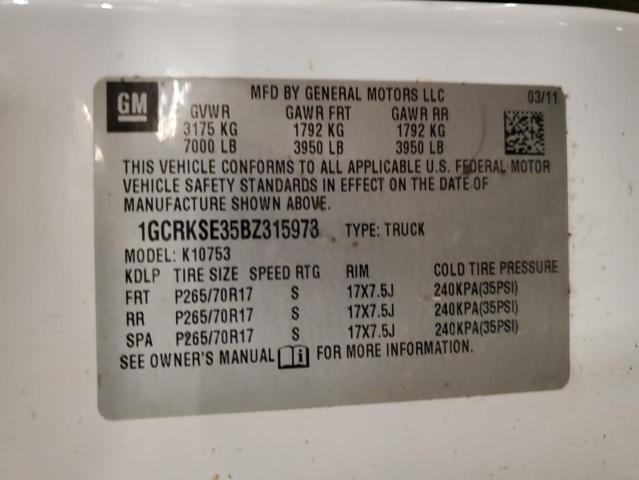 GM
MFD BY GENERAL MOTORS LLC 03/11
GVWR GAWR FRT GAWR RR
3175 KG 1792 KG 1792 KG
7000 LB 3950 LB 3950 LB
THIS VEHICLE CONFORMS TO ALL APPLICABLE U.S. FEDERAL MOTOR
VEHICLE SAFETY STANDARDS IN EFFECT ON THE DATE OF
MANUFACTURE SHOWN ABOVE.
1GCRKSE35BZ315973 TYPE: TRUCK
MODEL: K10753
KDLP TIRE SIZE SPEED RTG RIM COLD TIRE PRESSURE
FRT P265/70R17 S 17X7.5J 240KPA(35PSI)
RR P265/70R17 S 17X7.5J 240KPA(35PSI)
SPA P265/70R17 S 17X7.5J 240KPA(35PSI)
SEE OWNER'S MANUAL FOR MORE INFORMATION.